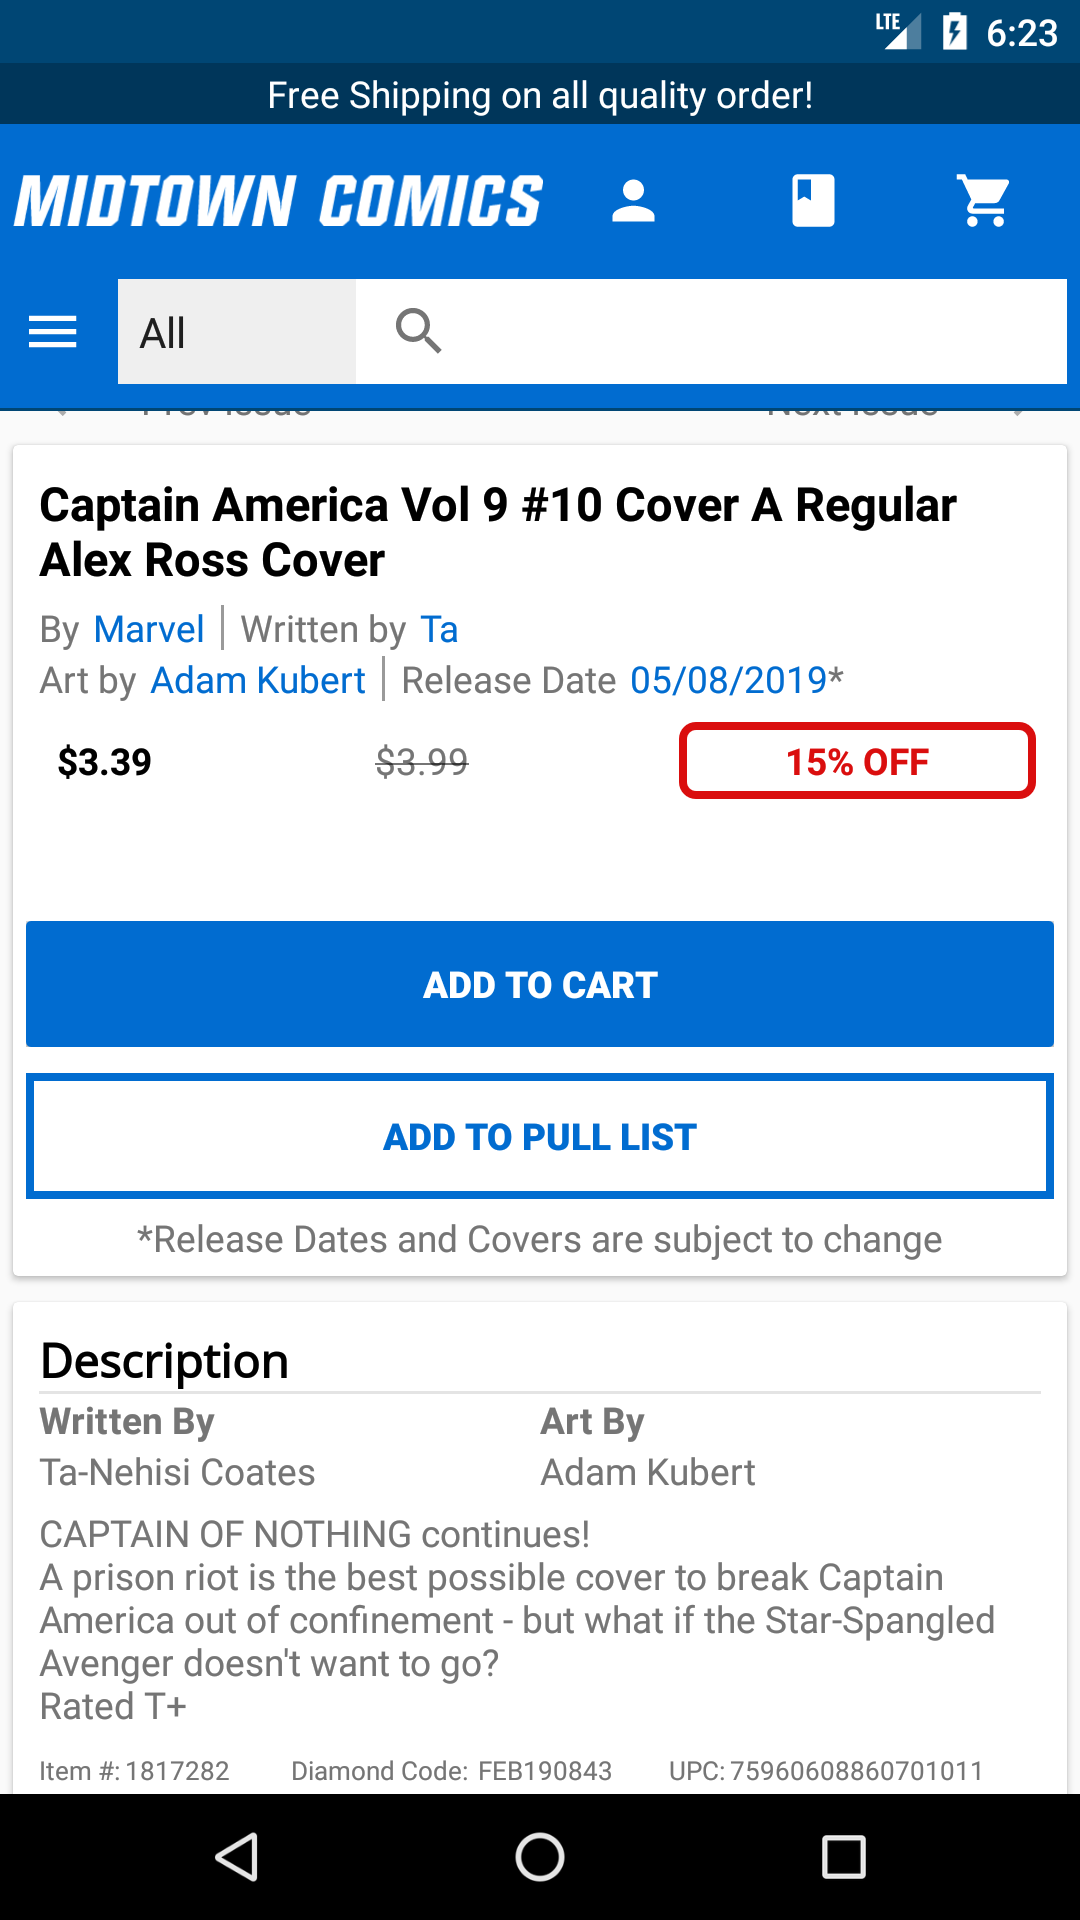 LTE 6:23
Free Shipping on all quality order!
MIDTOWN COMICS
All
Prev Issue Next Issue
Captain America Vol 9 #10 Cover A Regular
Alex Ross Cover
By Marvel | Written by Ta
Art by Adam Kubert | Release Date 05/08/2019*
$3.39 $3.99 15% OFF
ADD TO CART
ADD TO PULL LIST
*Release Dates and Covers are subject to change
Description
Written By Art By
Ta-Nehisi Coates Adam Kubert
CAPTAIN OF NOTHING continues!
A prison riot is the best possible cover to break Captain
America out of confinement - but what if the Star-Spangled
Avenger doesn't want to go?
Rated T+
Item #: 1817282 Diamond Code: FEB190843 UPC: 75960608860701011